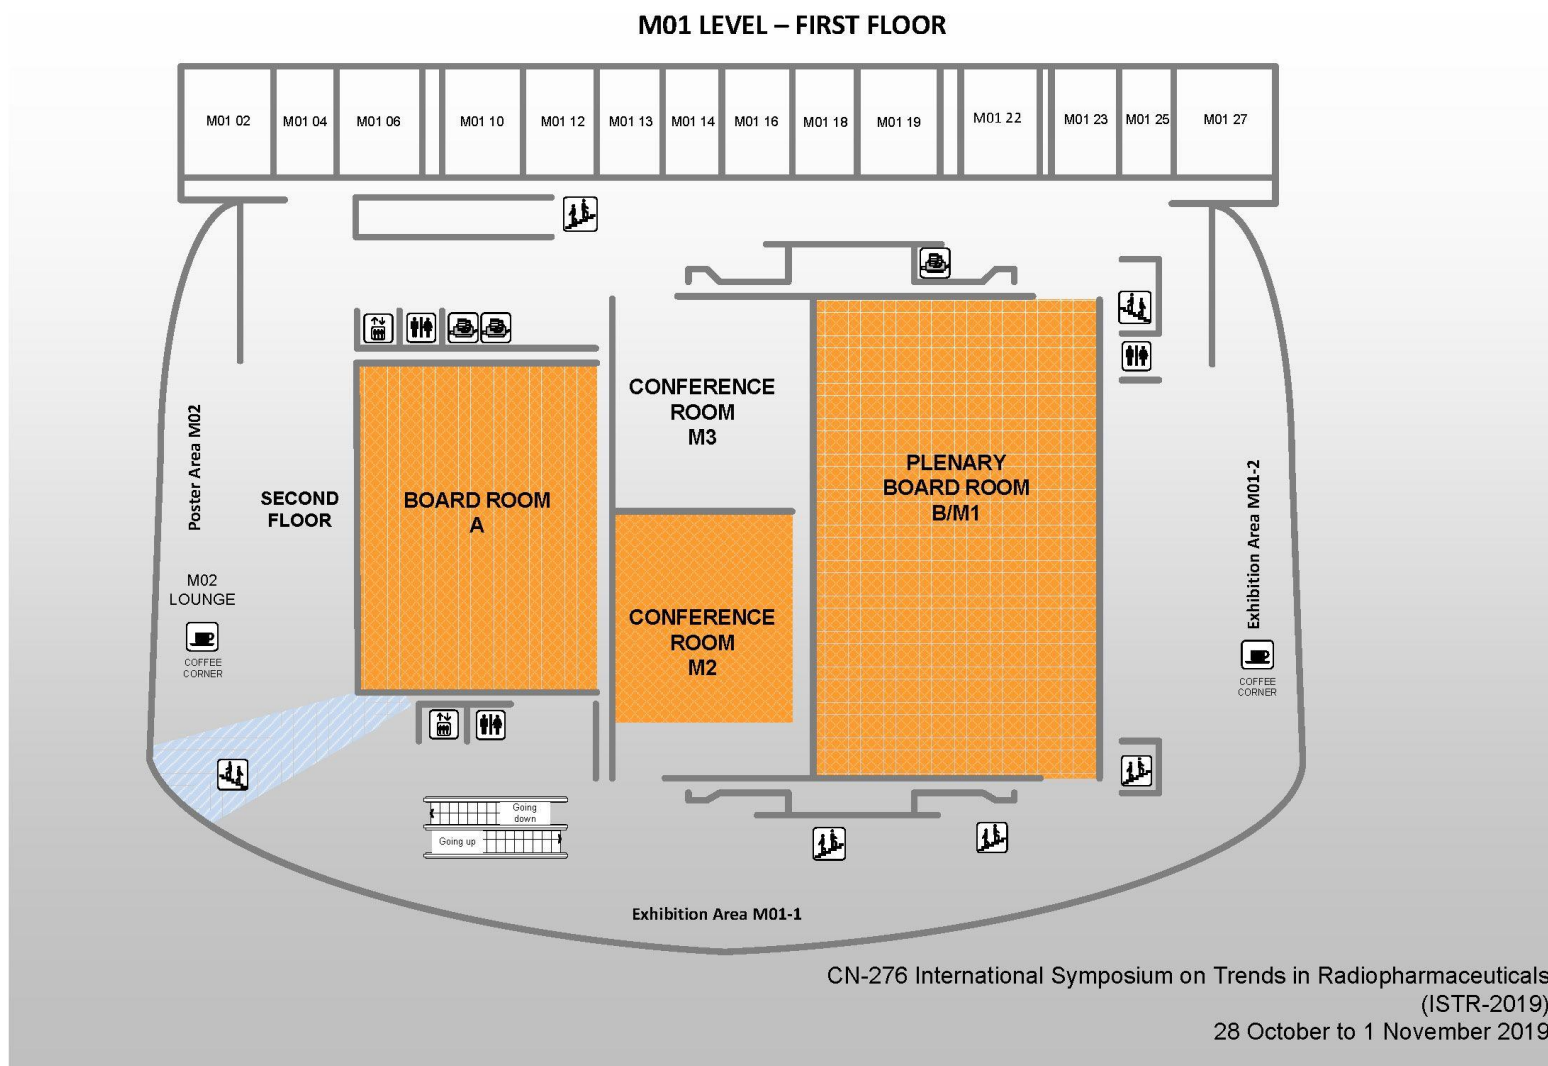 M01 LEVEL – FIRST FLOOR
M01 02
M01 04
M01 06
M01 10
M01 12
M01 13
M01 14
M01 16
M01 18
M01 19
M01 22
M01 23
M01 25
M01 27
Poster Area M02
SECOND
FLOOR
BOARD ROOM
A
CONFERENCE
ROOM
M3
PLENARY
BOARD ROOM
B/M1
Exhibition Area M01-2
M02
LOUNGE
COFFEE
CORNER
CONFERENCE
ROOM
M2
COFFEE
CORNER
Going
down
Going up
Exhibition Area M01-1
CN-276 International Symposium on Trends in Radiopharmaceuticals
(ISTR-2019)
28 October to 1 November 2019